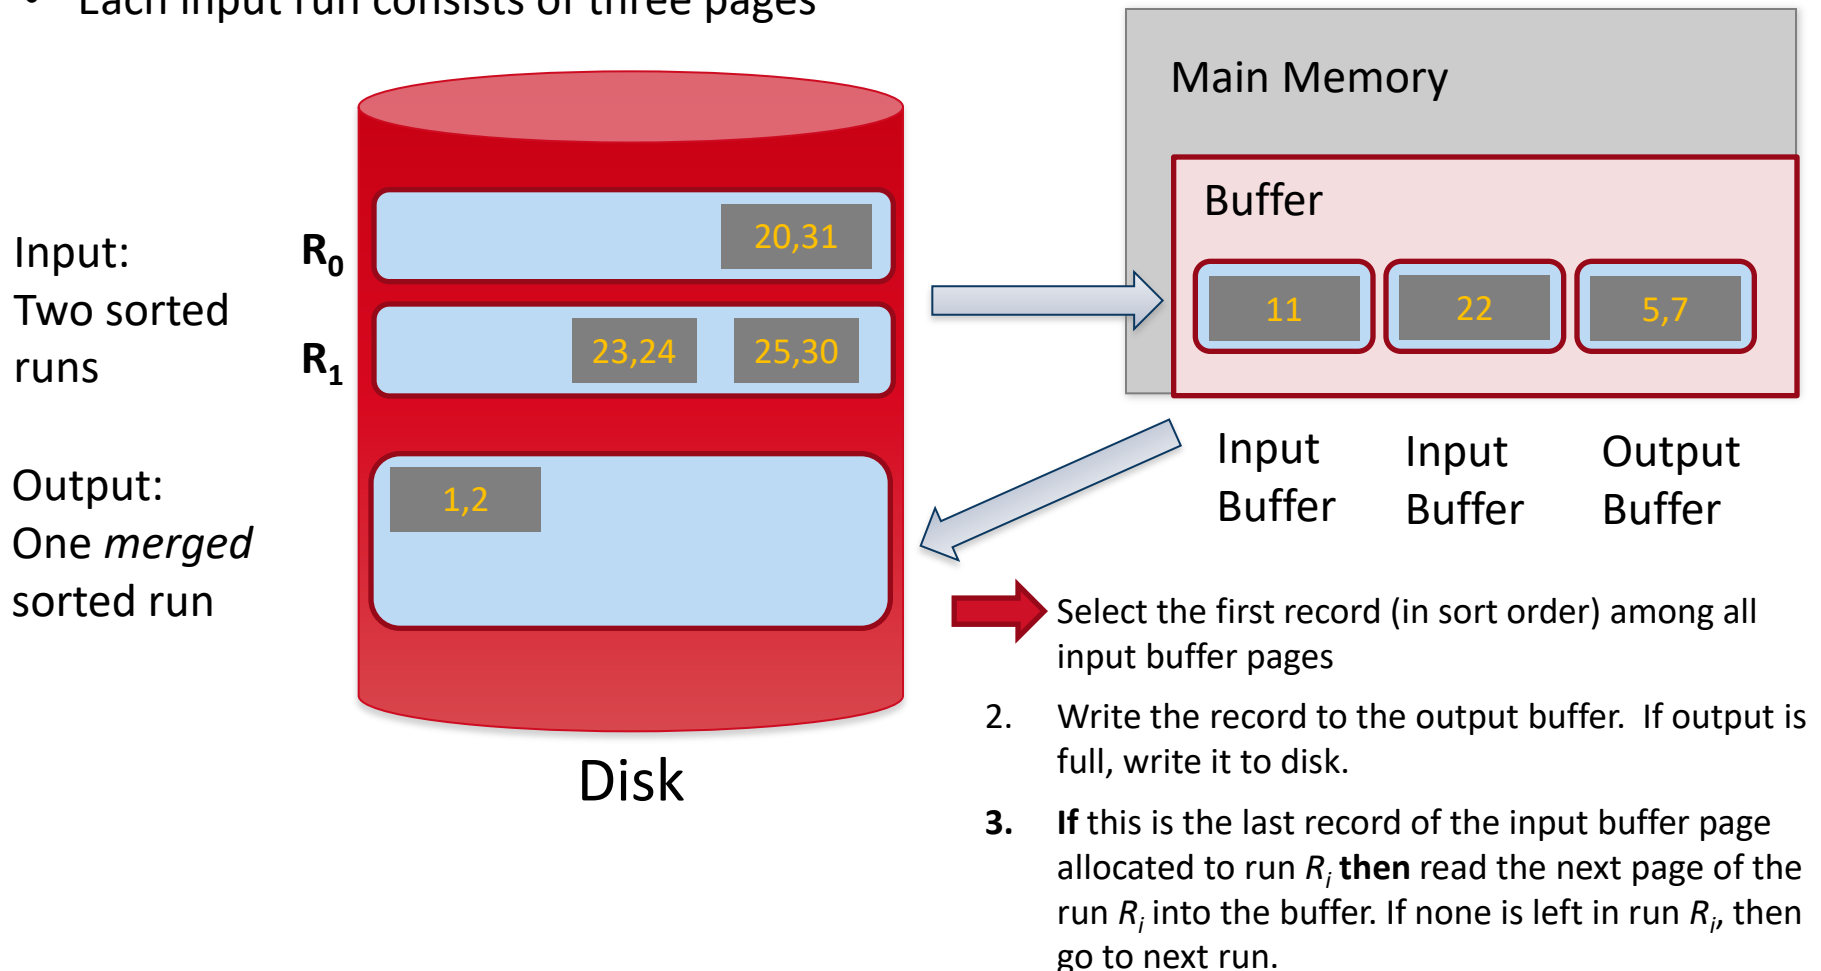 • Each input run consists of three pages
Main Memory
Buffer
Input:
Two sorted
runs
R0
20,31
R1
23,24 25,30
11 22 5,7
Input
Buffer
Input
Buffer
Output
Buffer
Output:
One merged
sorted run
1,2
Disk
Select the first record (in sort order) among all
input buffer pages
2. Write the record to the output buffer. If output is
full, write it to disk.
3. If this is the last record of the input buffer page
allocated to run Ri then read the next page of the
run Ri into the buffer. If none is left in run Ri, then
go to next run.